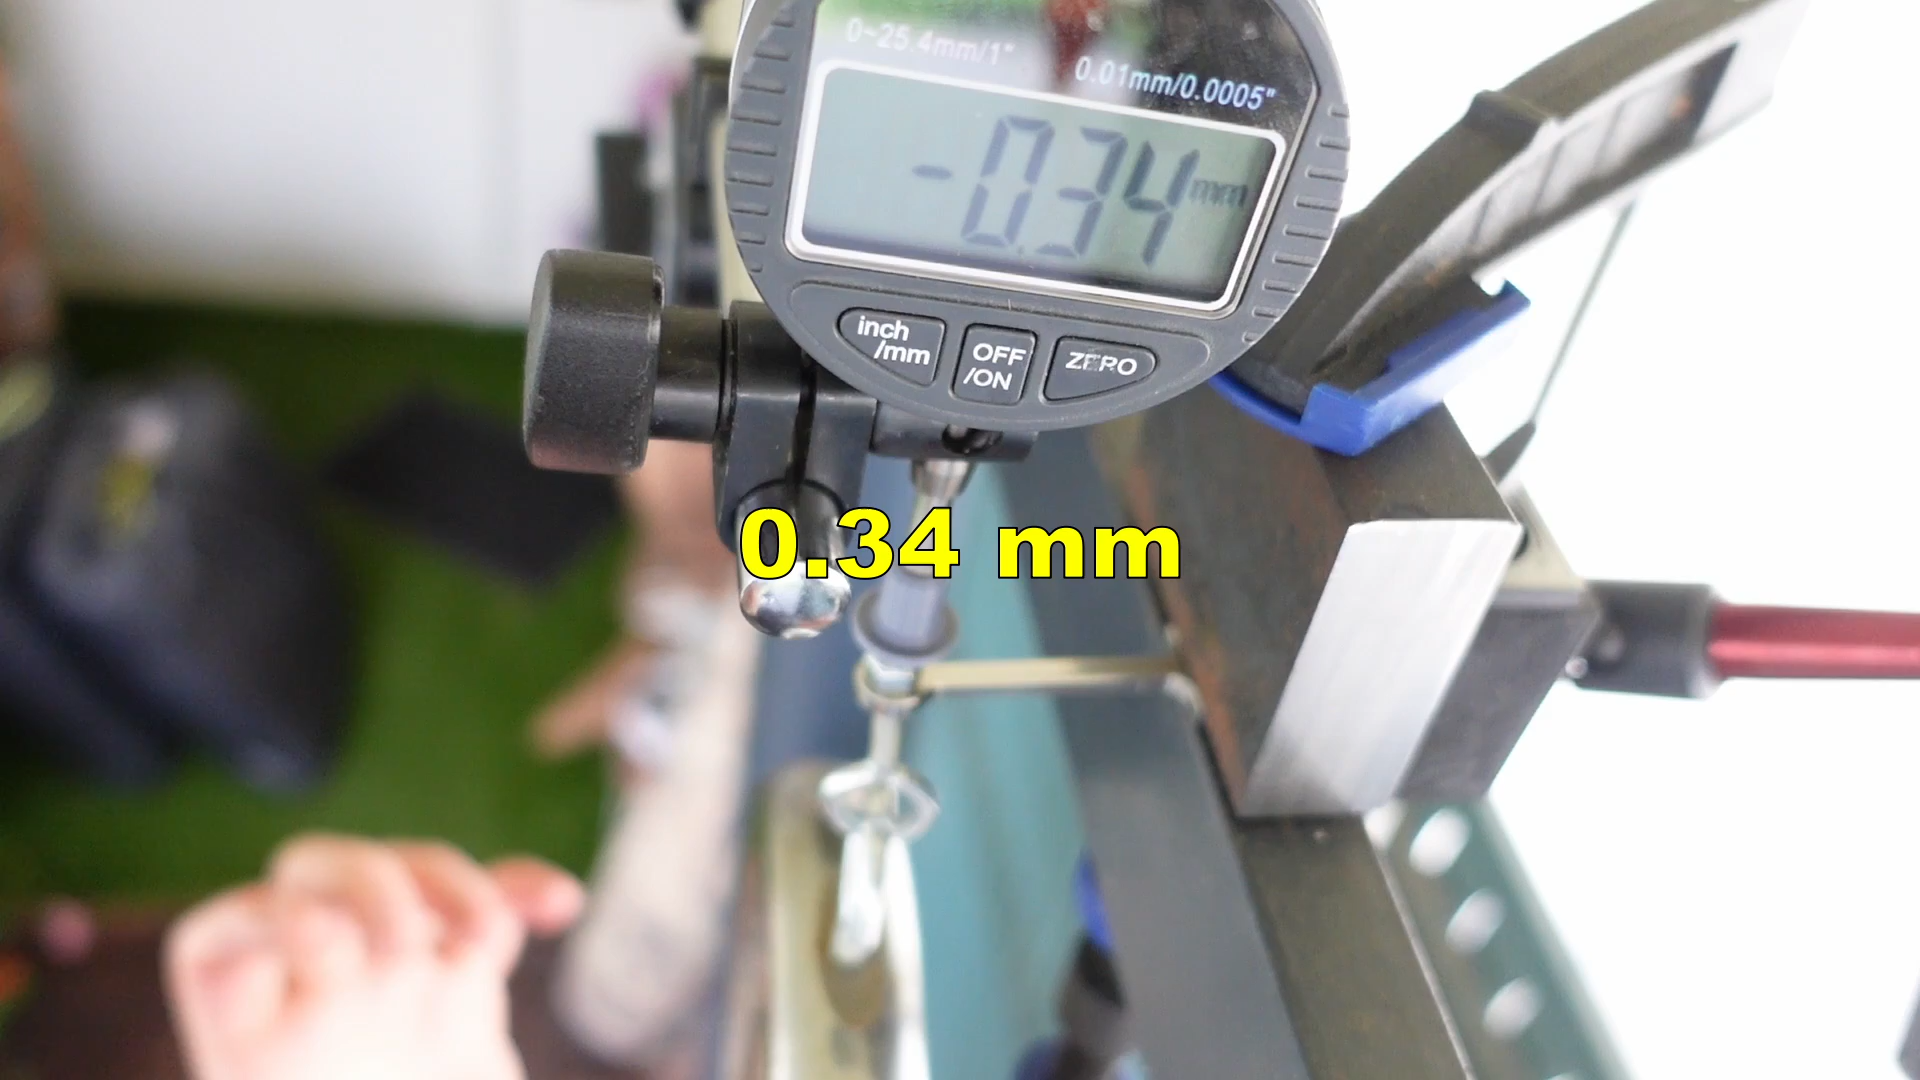 0~25.4mm/1"
0.01mm/0.0005"
-0.34mm
inch
/mm
OFF
/ON
ZERO
0.34 mm